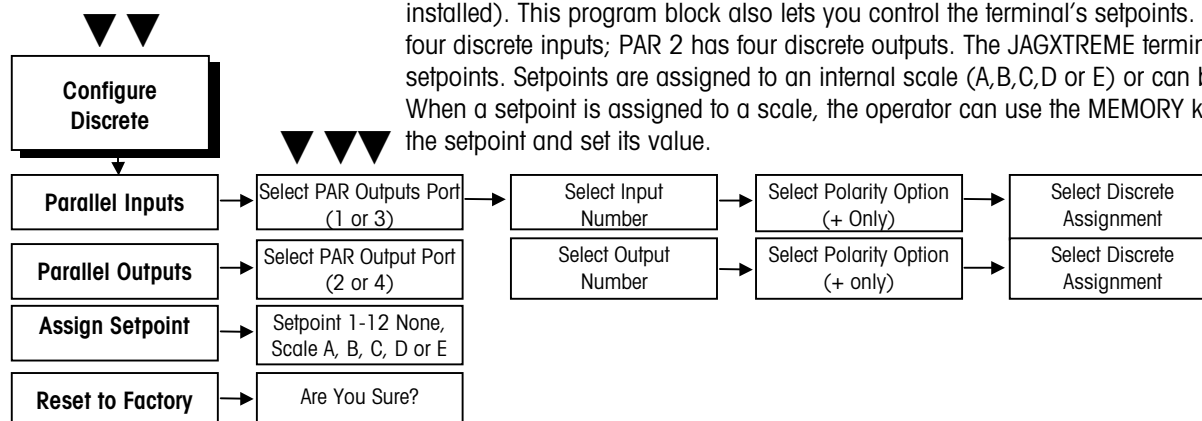 installed). This program block also lets you control the terminal's setpoints.
four discrete inputs; PAR 2 has four discrete outputs. The JAGXTREME
setpoints. Setpoints are assigned to an internal scale (A,B,C,D or E) or can
When a setpoint is assigned to a scale, the operator can use the MEMORY
the setpoint and set its value.
Configure
Discrete
Parallel Inputs
Select PAR Outputs Port
(1 or 3)
Select Input
Number
Select Polarity Option
(+ Only)
Select Discrete
Assignment
Parallel Outputs
Select PAR Output Port
(2 or 4)
Select Output
Number
Select Polarity Option
(+ only)
Select Discrete
Assignment
Assign Setpoint
Setpoint 1-12 None,
Scale A, B, C, D or E
Reset to Factory
Are You Sure?